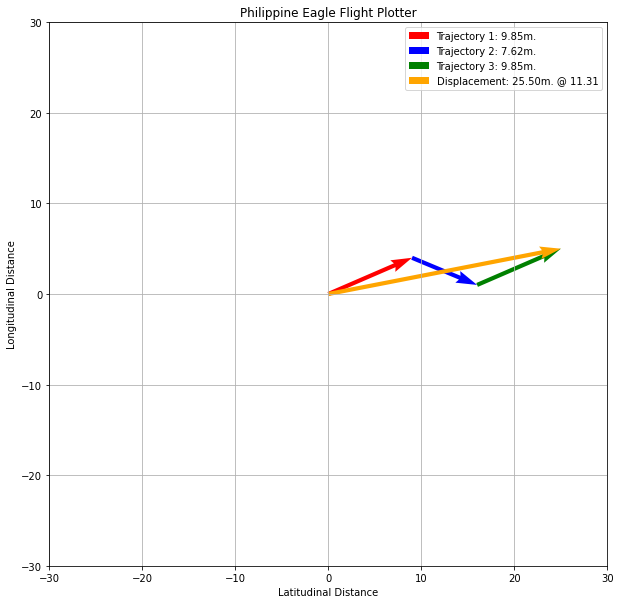 Philippine Eagle Flight Plotter
Trajectory 1: 9.85m.
Trajectory 2: 7.62m.
Trajectory 3: 9.85m.
Displacement: 25.50m. @ 11.31
30
20
10
0
−10
−20
−30
Longitudinal Distance
−30 −20 −10 0 10 20 30
Latitudinal Distance